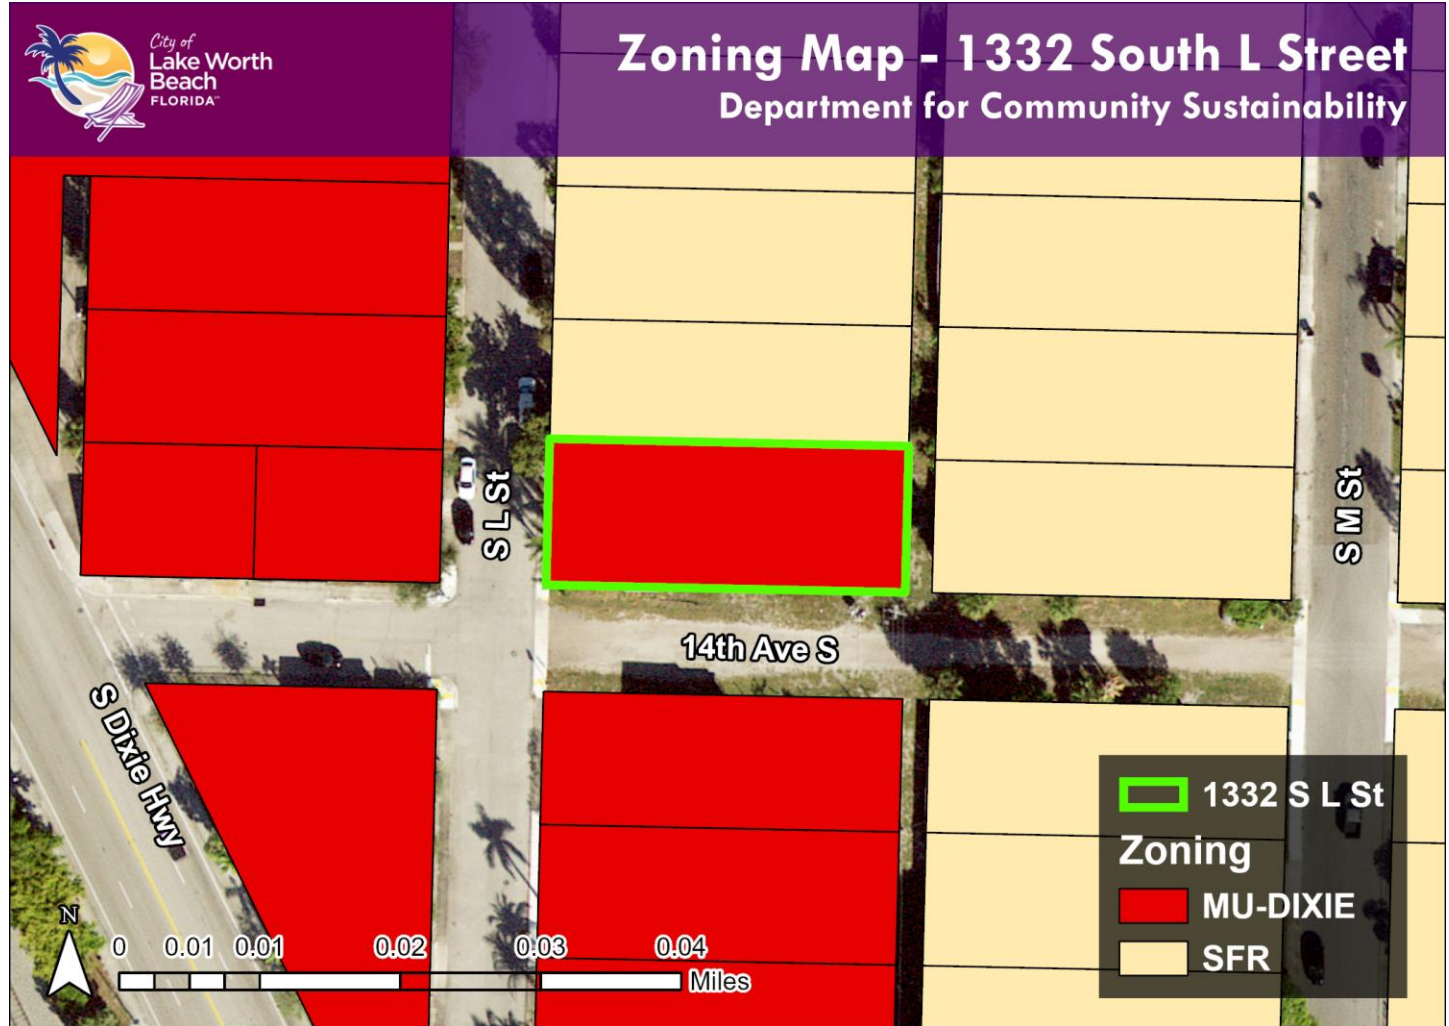 City of
Lake Worth
Beach
FLORIDA™
Zoning Map - 1332 South L Street
Department for Community Sustainability
S L St
S M St
14th Ave S
S Dixie Hwy
1332 S L St
Zoning
MU-DIXIE
SFR
N
0 0.01 0.01 0.02 0.03 0.04
Miles